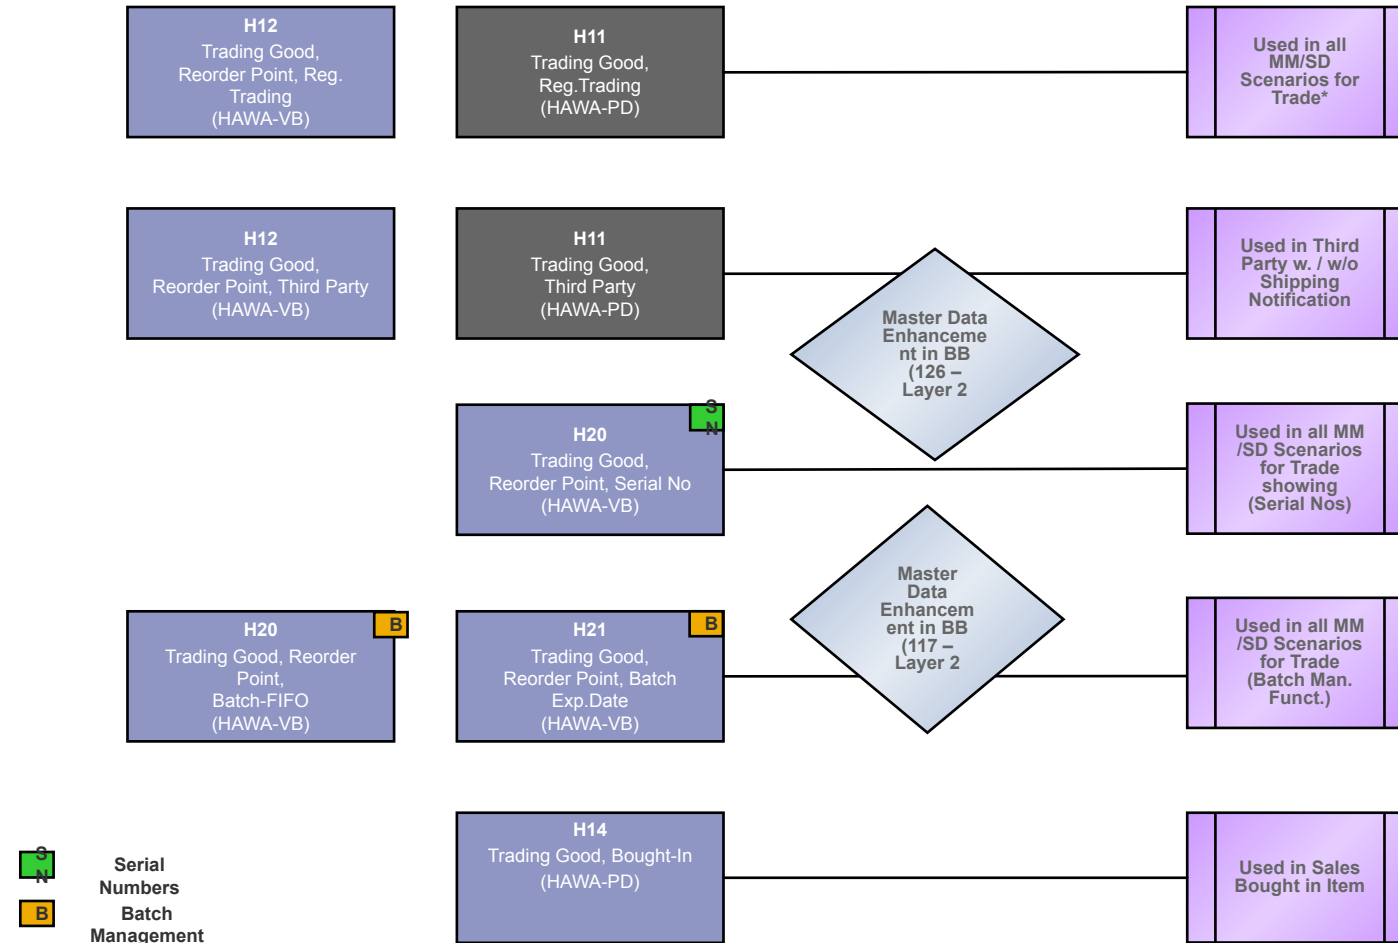 H12
Trading Good,
Reorder Point, Reg.
Trading
(HAWA-VB)
H11
Trading Good,
Reg.Trading
(HAWA-PD)
Used in all
MM/SD
Scenarios for
Trade*
H12
Trading Good,
Reorder Point, Third Party
(HAWA-VB)
H11
Trading Good,
Third Party
(HAWA-PD)
Master Data
Enhanceme
nt in BB
(126 –
Layer 2
Used in Third
Party w. / w/o
Shipping
Notification
S
N
H20
Trading Good,
Reorder Point, Serial No
(HAWA-VB)
Used in all MM
/SD Scenarios
for Trade
showing
(Serial Nos)
B
H20
Trading Good, Reorder
Point,
Batch-FIFO
(HAWA-VB)
B
H21
Trading Good,
Reorder Point, Batch
Exp.Date
(HAWA-VB)
Master
Data
Enhancem
ent in BB
(117 –
Layer 2
Used in all MM
/SD Scenarios
for Trade
(Batch Man.
Funct.)
H14
Trading Good, Bought-In
(HAWA-PD)
Used in Sales
Bought in Item
S
N
Serial
Numbers
B
Batch
Management